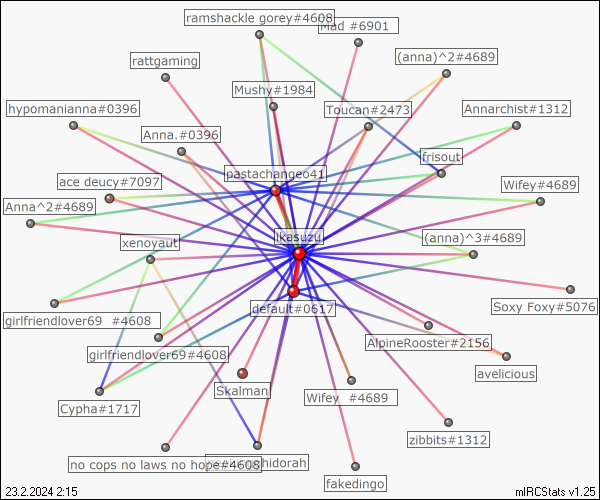 ramshackle gorey#4608
Mad #6901
rattgaming
(anna)^2#4689
Mushy#1984
hypomanianna#0396
Toucan#2473
Annarchist#1312
Anna.#0396
frisout
pastachangeo41
ace deucy#7097
Wifey#4689
Anna^2#4689
xenoyaut
ikasuzu
(anna)^3#4689
default#0617
Soxy Foxy#5076
girlfriendlover69 #4608
girlfriendlover69#4608
AlpineRooster#2156
avelicious
Skalman
Wifey #4689
Cypha#1717
zibbits#1312
no cops no laws no hope#4608
hidorah
fakedingo
23.2.2024 2:15
mIRCStats v1.25